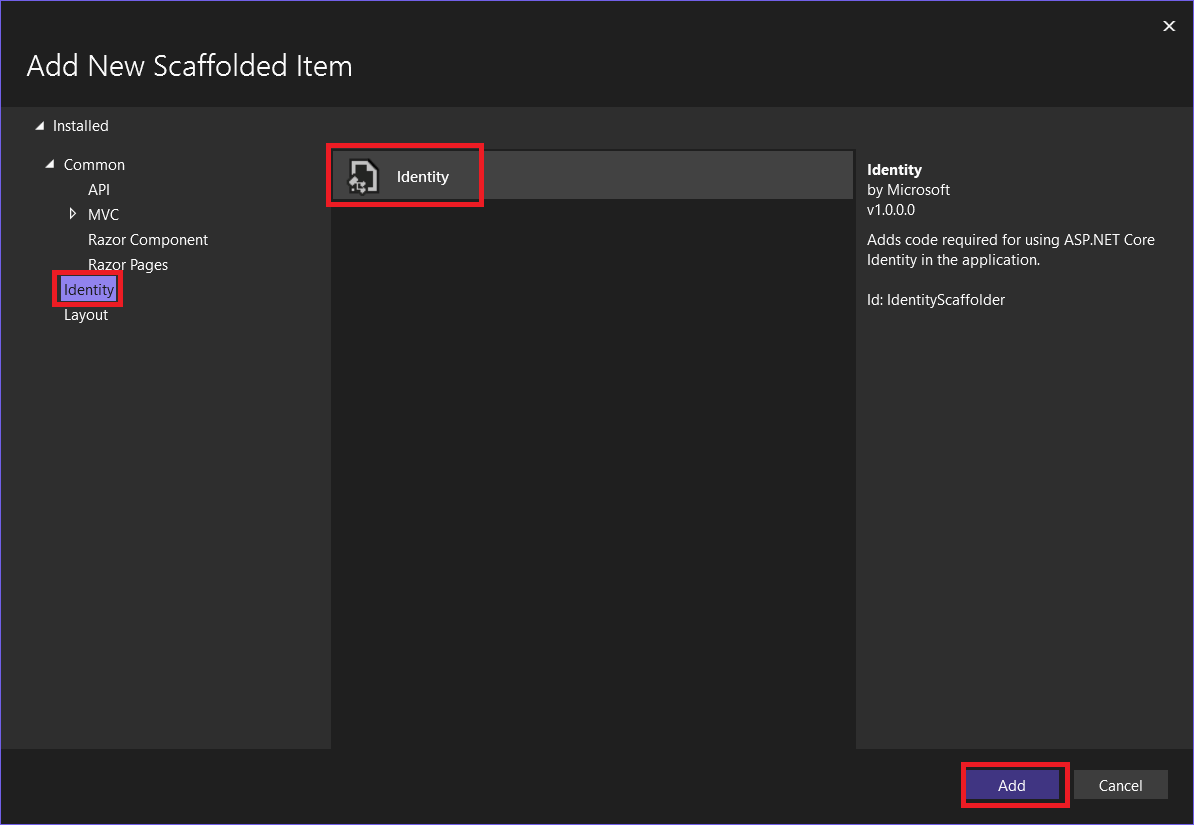 Add New Scaffolded Item
Installed
Common
API
MVC
Razor Component
Razor Pages
Identity
Layout
Identity
Identity
by Microsoft
v1.0.0.0
Adds code required for using ASP.NET Core
Identity in the application.
Id: IdentityScaffolder
Add
Cancel